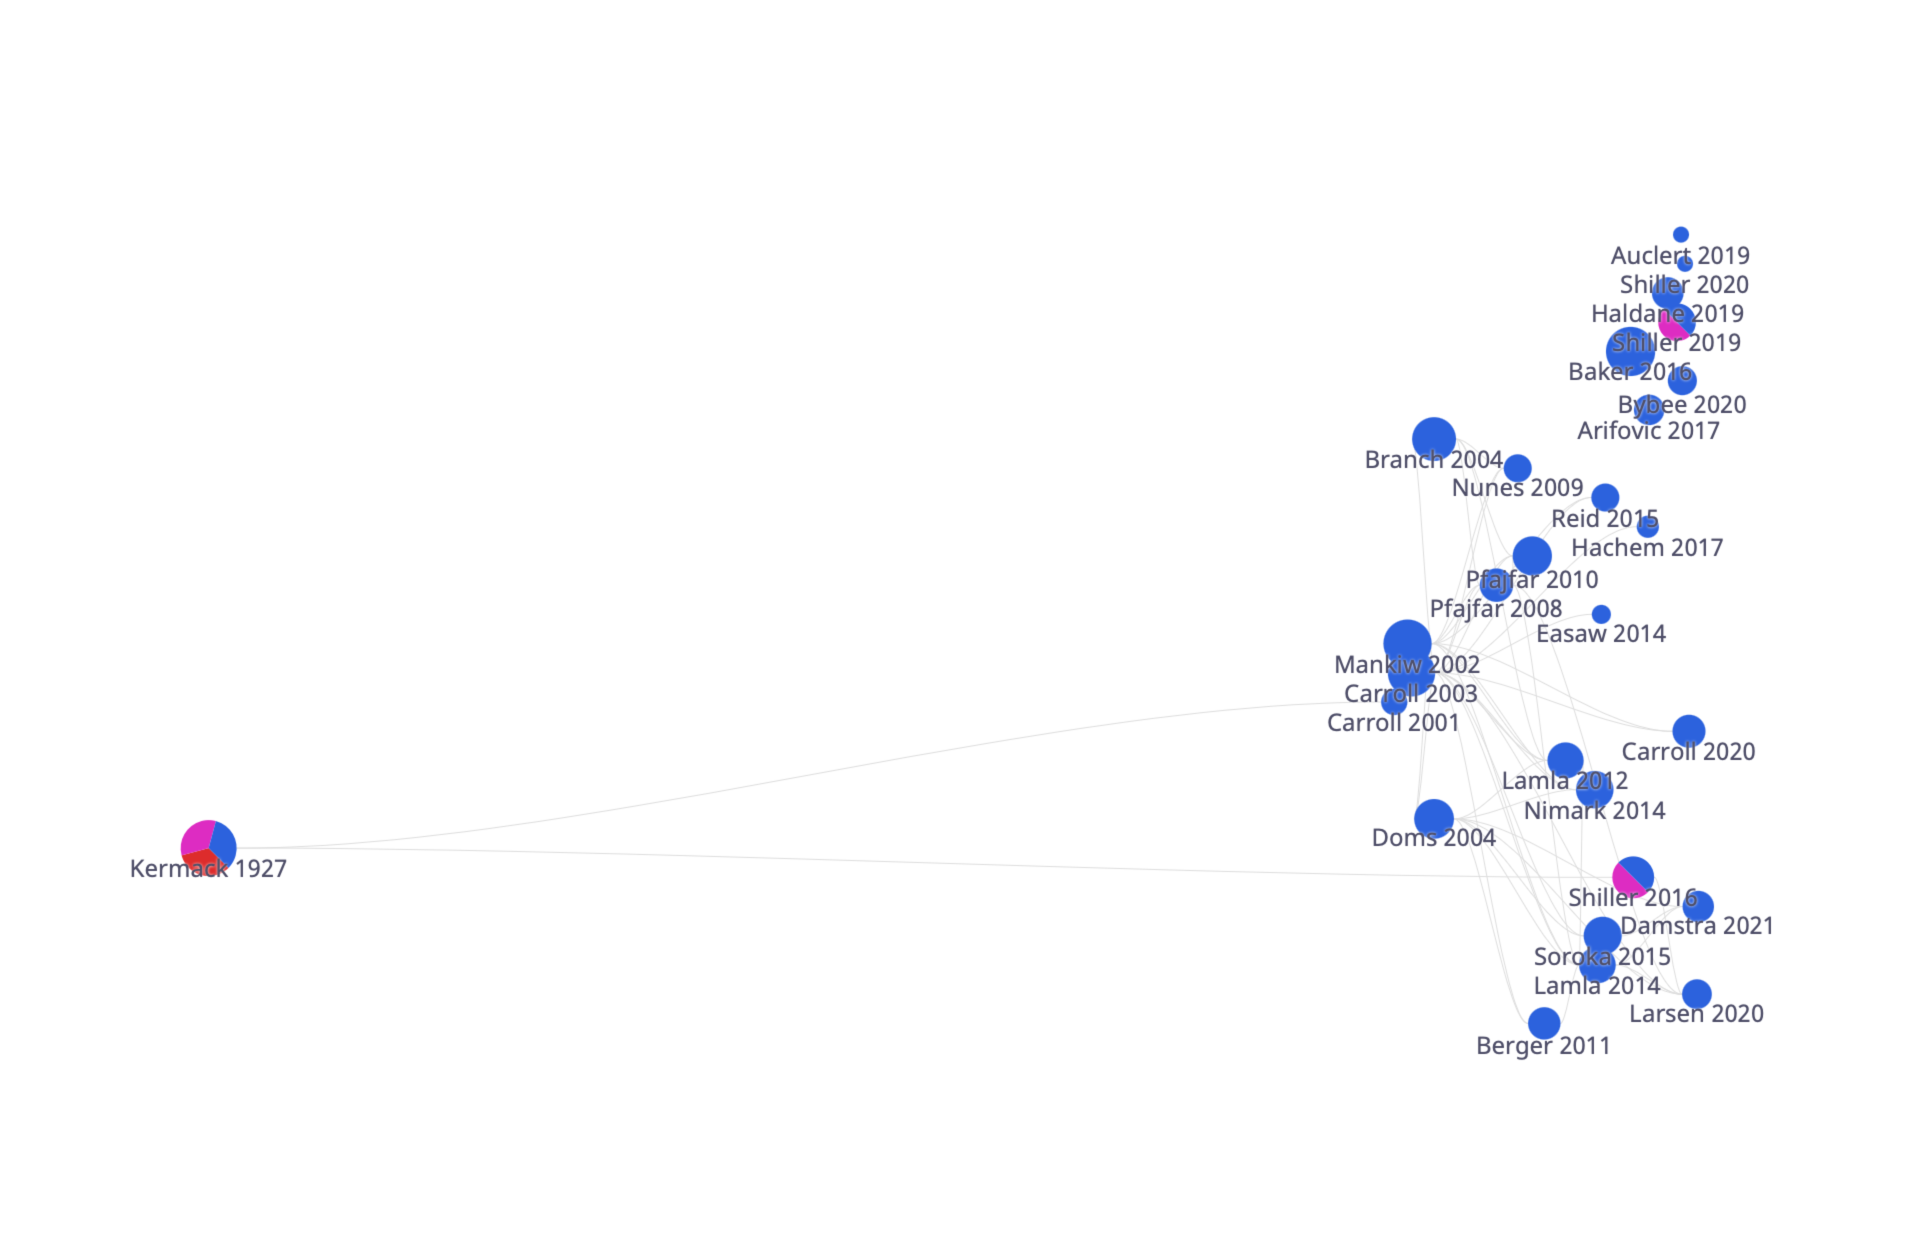 Auclert 2019
Shiller 2020
Haldane 2019
Shiller 2019
Baker 2016
Bybee 2020
Arifovic 2017
Branch 2004
Nunes 2009
Reid 2015
Hachem 2017
Pfajfar 2010
Pfajfar 2008
Easaw 2014
Mankiw 2002
Carroll 2003
Carroll 2001
Carroll 2020
Lamla 2012
Nimark 2014
Doms 2004
Kermack 1927
Shiller 2016
Damstra 2021
Soroka 2015
Lamla 2014
Larsen 2020
Berger 2011